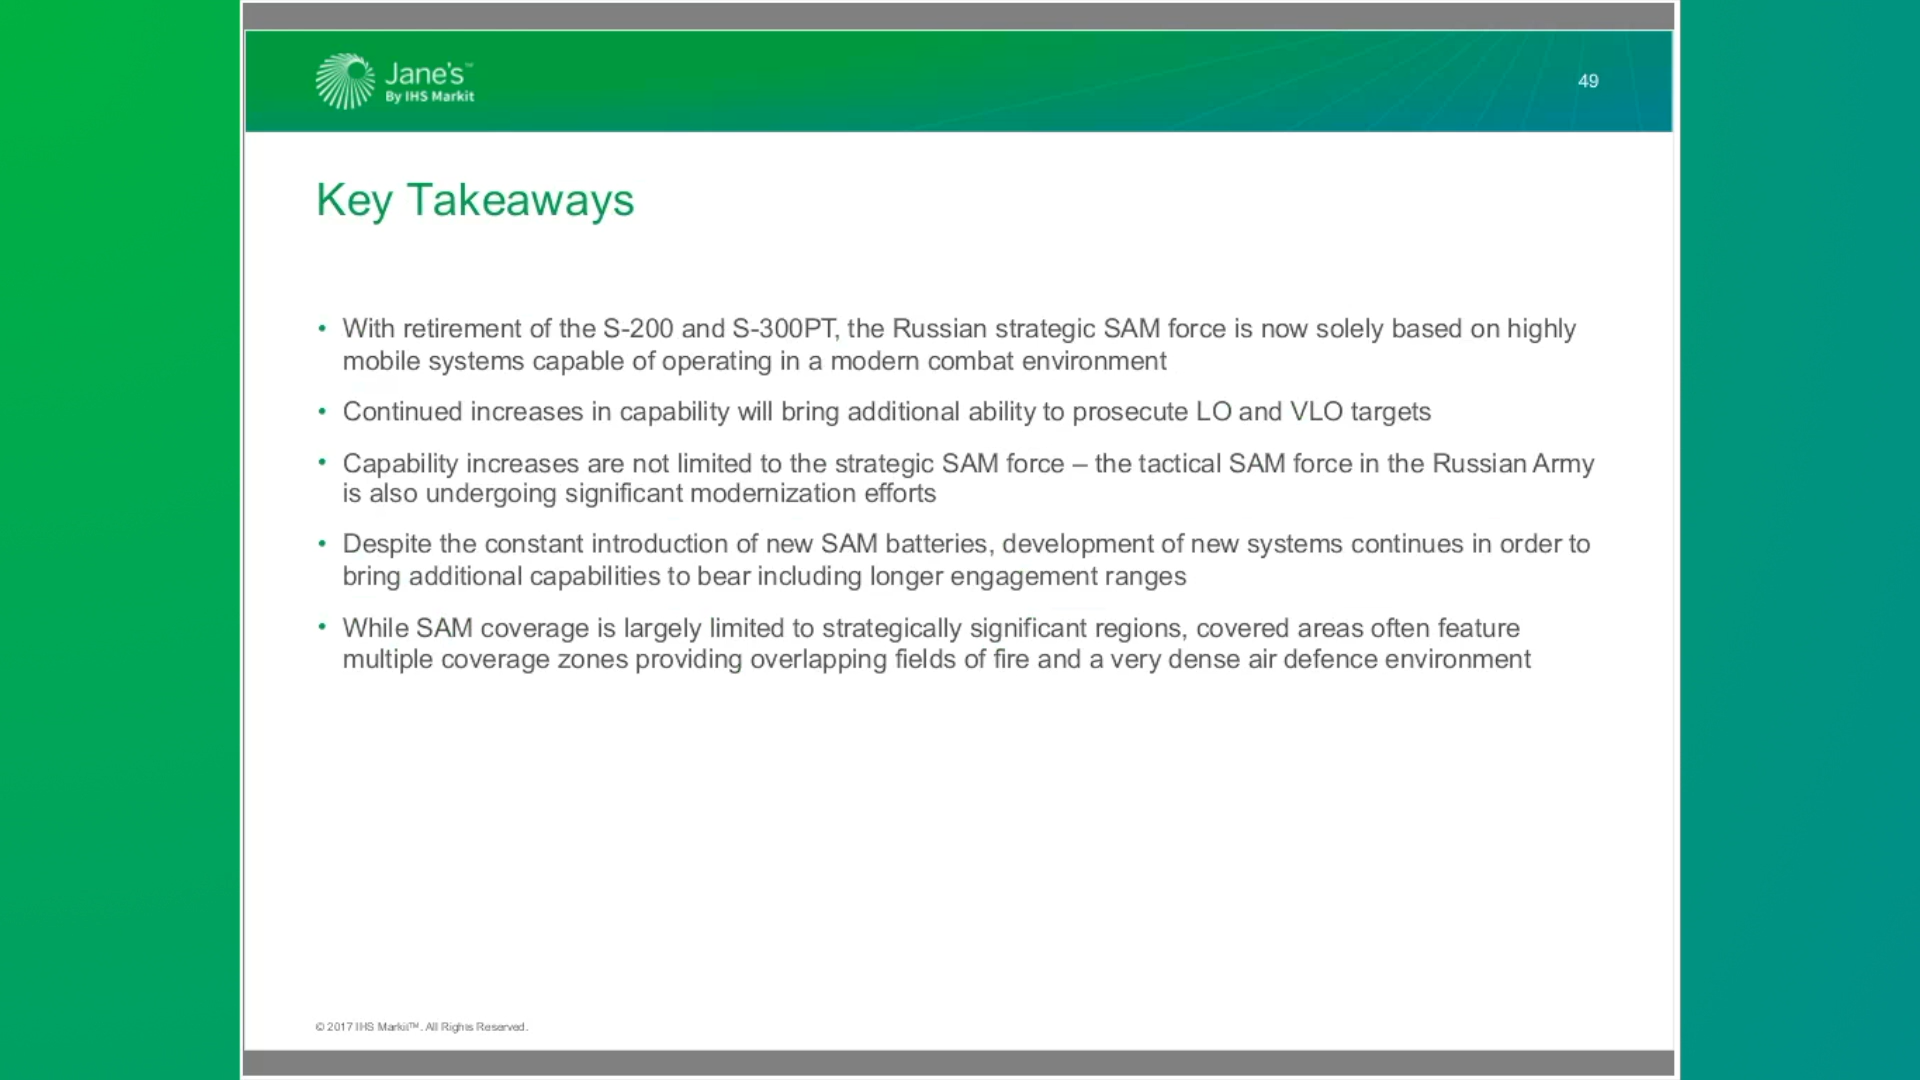 Jane's™
By IHS Markit
49
Key Takeaways
• With retirement of the S-200 and S-300PT, the Russian strategic SAM force is now solely based on highly
mobile systems capable of operating in a modern combat environment
• Continued increases in capability will bring additional ability to prosecute LO and VLO targets
• Capability increases are not limited to the strategic SAM force – the tactical SAM force in the Russian Army
is also undergoing significant modernization efforts
• Despite the constant introduction of new SAM batteries, development of new systems continues in order to
bring additional capabilities to bear including longer engagement ranges
• While SAM coverage is largely limited to strategically significant regions, covered areas often feature
multiple coverage zones providing overlapping fields of fire and a very dense air defence environment
© 2017 IHS Markit™. All Rights Reserved.